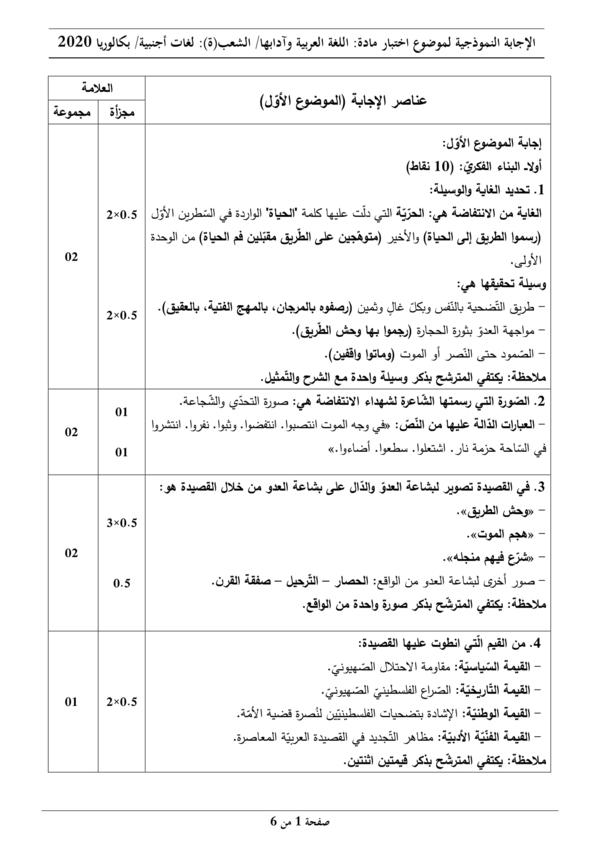 الإجابة النموذجية لموضوع اختبار مادة: اللغة العربية وآدابها/ الشعب(ة): لغات أجنبية/ بكالوريا 2020
العلامة
عناصر الإجابة (الموضوع الأوّل)
مجموعة
مجزأة
إجابة الموضوع الأوّل:
أولا۔ البناء الفكريّ: (10 نقاط)
1. تحديد الغاية والوسيلة:
الغاية من الانتفاضة هي: الحرّيّة التي دلّت عليها كلمة "الحياة" الواردة في السّطرين الأوّل
(رسموا الطريق إلى الحياة) والأخير (متوهّجين على الطّريق مقبّلين فم الحياة) من الوحدة
الأولى.
وسيلة تحقيقها هي:
– طريق التّضحية بالنّفس وبكلّ غالٍ وثمين (رصفوه بالمرجان، بالمهج الفتية، بالعقيق).
– مواجهة العدوّ بثورة الحجارة (رجموا بها وحش الطّريق).
– الصّمود حتى النّصر أو الموت (وماتوا واقفين).
ملاحظة: يكتفي المترشح بذكر وسيلة واحدة مع الشرح والتّمثيل.
2×0.5
2×0.5
02
2. الصّورة التي رسمتها الشّاعرة لشهداء الانتفاضة هي: صورة التحدّي والشّجاعة.
– العبارات الدّالة عليها من النّصّ: «في وجه الموت انتصبوا. انتفضوا. وثبوا. نفروا. انتشروا
في السّاحة حزمة نار. اشتعلوا. سطعوا. أضاءوا.»
01
01
02
3. في القصيدة تصوير لبشاعة العدوّ والدّال على بشاعة العدو من خلال القصيدة هو:
– «وحش الطريق».
– «هجم الموت».
– «شرّع فيهم منجله».
– صور أخرى لبشاعة العدو من الواقع: الحصار – التّرحيل – صفقة القرن.
ملاحظة: يكتفي المترشّح بذكر صورة واحدة من الواقع.
3×0.5
0.5
02
4. من القيم الّتي انطوت عليها القصيدة:
– القيمة السّياسيّة: مقاومة الاحتلال الصّهيونيّ.
– القيمة التّاريخيّة: الصّراع الفلسطينيّ الصّهيونيّ.
– القيمة الوطنيّة: الإشادة بتضحيات الفلسطينيّين لنُصرة قضية الأمّة.
– القيمة الفنّيّة الأدبيّة: مظاهر التّجديد في القصيدة العربيّة المعاصرة.
ملاحظة: يكتفي المترشّح بذكر قيمتين اثنتين.
2×0.5
01
صفحة 1 من 6